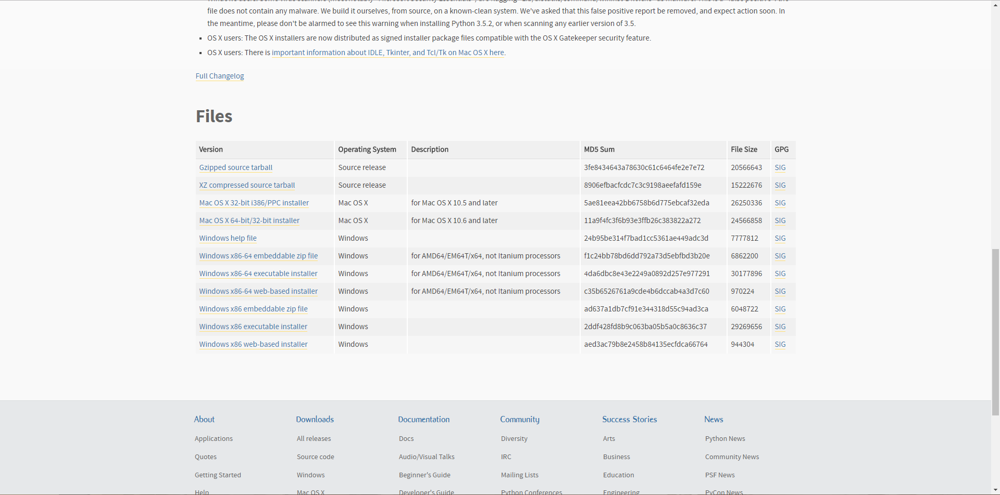 file does not contain any malware. We build it ourselves, from source, on a known-clean system. We've asked that this false positive report be removed, and expect action soon. In
the meantime, please don't be alarmed to see this warning when installing Python 3.5.2, or when scanning any earlier version of 3.5.
▪ OS X users: The OS X installers are now distributed as signed installer package files compatible with the OS X Gatekeeper security feature.
▪ OS X users: There is important information about IDLE, Tkinter, and Tcl/Tk on Mac OS X here.
Full Changelog
Files
Version Operating System Description MD5 Sum File Size GPG
Gzipped source tarball Source release 3fe8434643a78630c61c6464fe2e7e72 20566643 SIG
XZ compressed source tarball Source release 8906efbacfcdc7c3c9198aeefafd159e 15222676 SIG
Mac OS X 32-bit i386/PPC installer Mac OS X for Mac OS X 10.5 and later 5ae81eea42bb6758b6d775ebcaf32eda 26250336 SIG
Mac OS X 64-bit/32-bit installer Mac OS X for Mac OS X 10.6 and later 11a9f4fc3f6b93e3ffb26c383822a272 24566858 SIG
Windows help file Windows 24b95be314f7bad1cc5361ae449adc3d 7777812 SIG
Windows x86-64 embeddable zip file Windows for AMD64/EM64T/x64, not Itanium processors f1c24bb78bd6dd792a73d5ebfbd3b20e 6862200 SIG
Windows x86-64 executable installer Windows for AMD64/EM64T/x64, not Itanium processors 4da6dbc8e43e2249a0892d257e977291 30177896 SIG
Windows x86-64 web-based installer Windows for AMD64/EM64T/x64, not Itanium processors c35b6526761a9cde4b6dccab4a3d7c60 970224 SIG
Windows x86 embeddable zip file Windows ad637a1db7cf91e344318d55c94ad3ca 6048722 SIG
Windows x86 executable installer Windows 2ddf428fd8b9c063ba05b5a0c8636c37 29269656 SIG
Windows x86 web-based installer Windows aed3ac79b8e2458b84135ecfdca66764 944304 SIG
About Downloads Documentation Community Success Stories News
Applications All releases Docs Diversity Arts Python News
Quotes Source code Audio/Visual Talks IRC Business Community News
Getting Started Windows Beginner's Guide Mailing Lists Education PSF News
Help Mac OS X Developer's Guide Python Conferences Engineering PyCon News